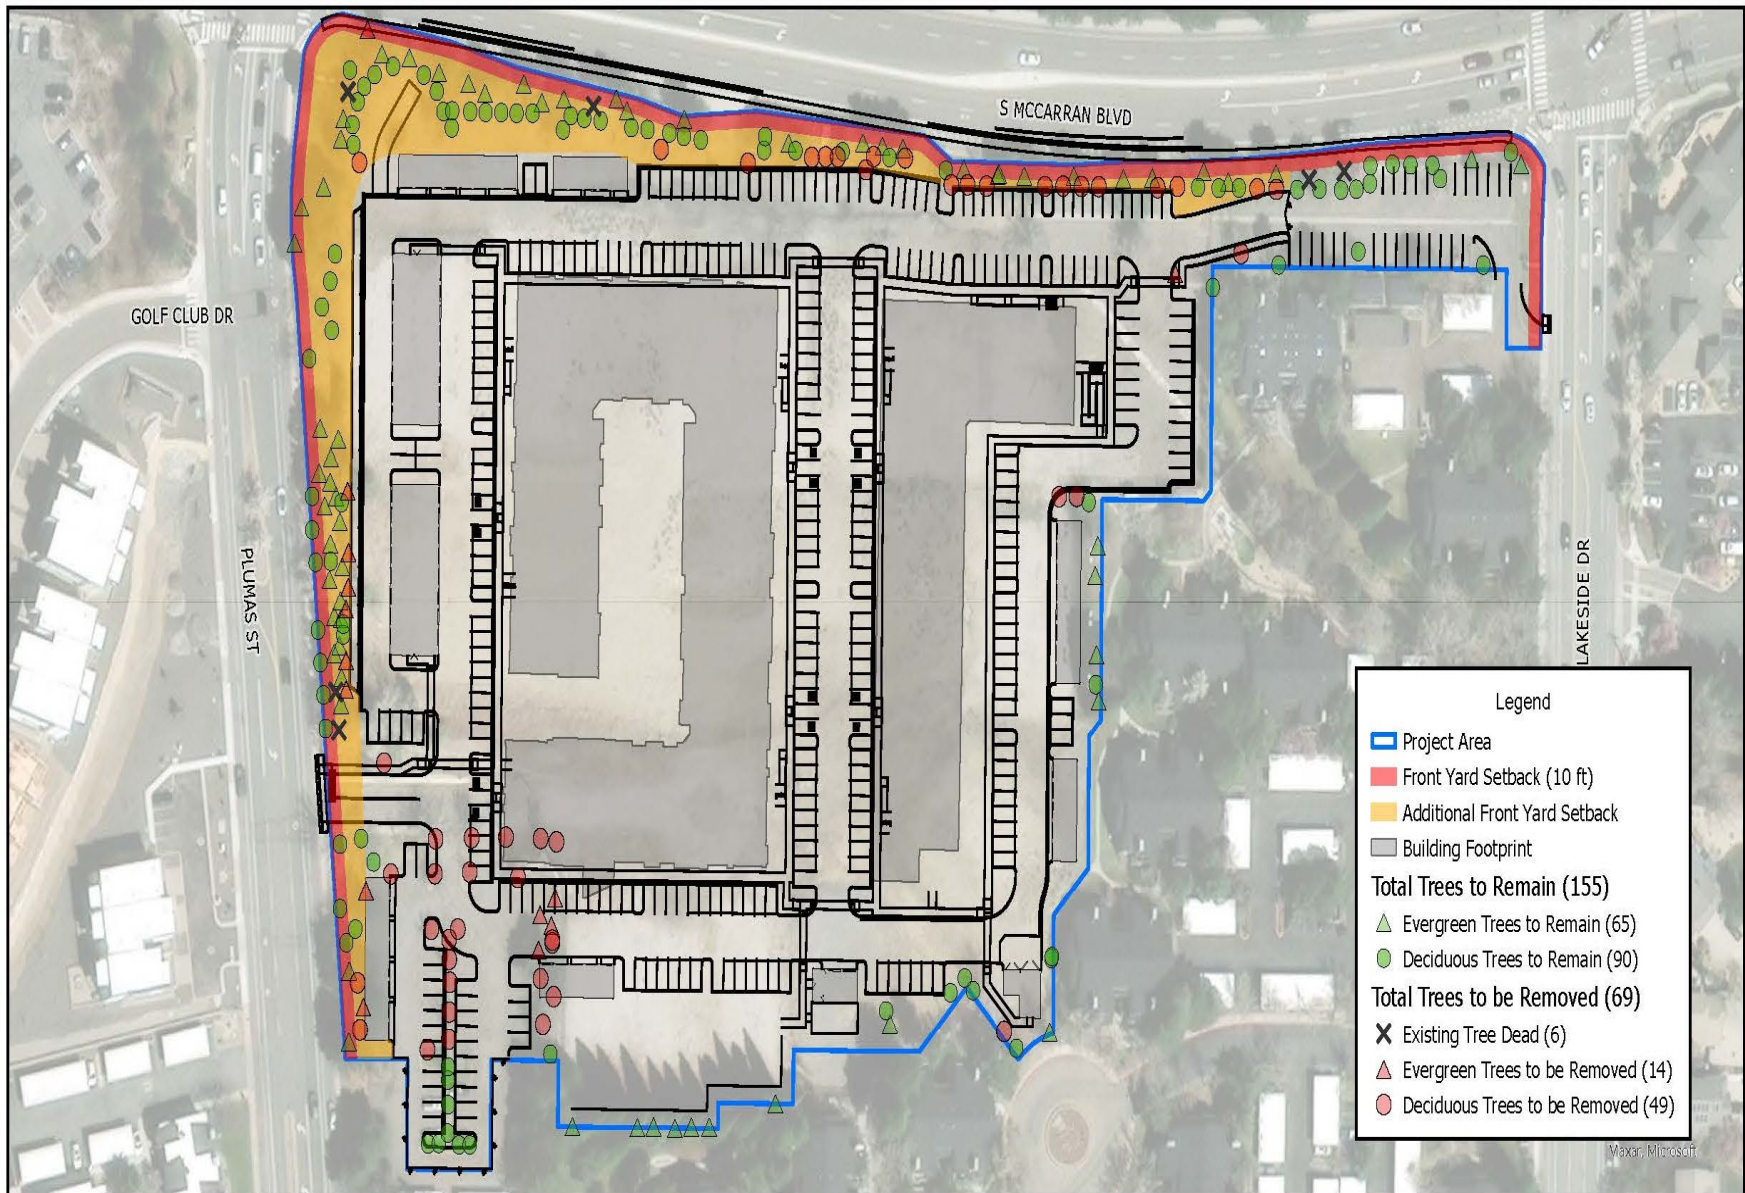 S MCCARRAN BLVD
GOLF CLUB DR
PLUMAS ST
LAKESIDE DR
Legend
Project Area
Front Yard Setback (10 ft)
Additional Front Yard Setback
Building Footprint
Total Trees to Remain (155)
Evergreen Trees to Remain (65)
Deciduous Trees to Remain (90)
Total Trees to be Removed (69)
Existing Tree Dead (6)
Evergreen Trees to be Removed (14)
Deciduous Trees to be Removed (49)
Maxar, Microsoft